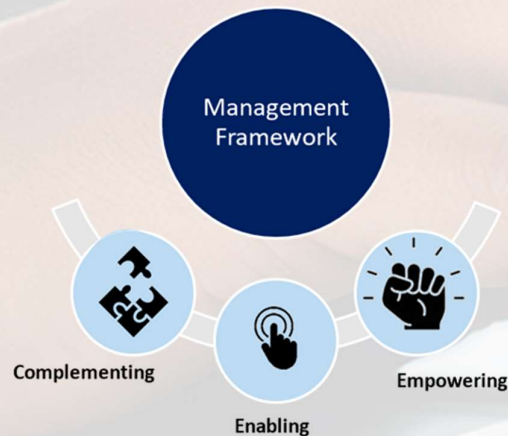 Management
Framework
Complementing
Enabling
Empowering